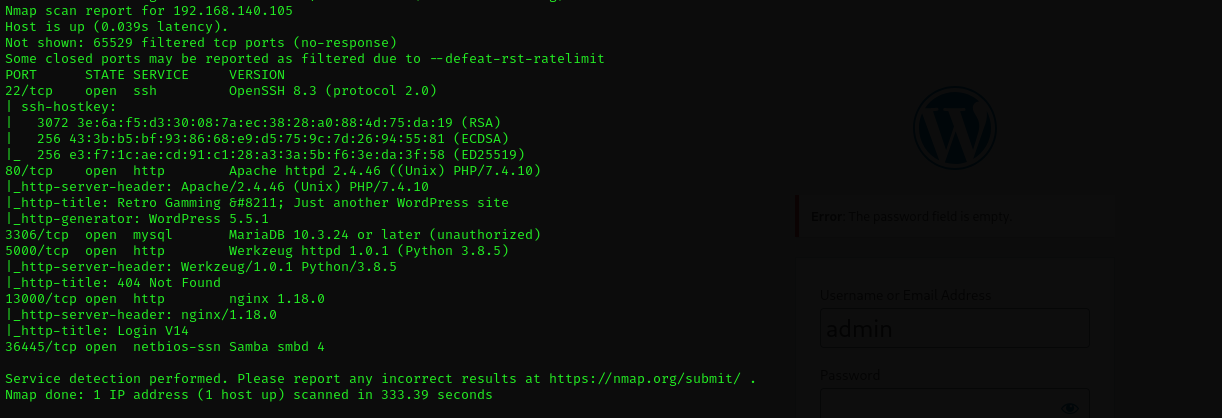 Nmap scan report for 192.168.140.105
Host is up (0.039s latency).
Not shown: 65529 filtered tcp ports (no-response)
Some closed ports may be reported as filtered due to --defeat-rst-ratelimit
PORT      STATE SERVICE     VERSION
22/tcp    open  ssh         OpenSSH 8.3 (protocol 2.0)
| ssh-hostkey:
|   3072 3e:6a:f5:d3:30:08:7a:ec:38:28:a0:88:4d:75:da:19 (RSA)
|   256 43:3b:b5:bf:93:86:68:e9:d5:75:9c:7d:26:94:55:81 (ECDSA)
|_  256 e3:f7:1c:ae:cd:91:c1:28:a3:3a:5b:f6:3e:da:3f:58 (ED25519)
80/tcp    open  http        Apache httpd 2.4.46 ((Unix) PHP/7.4.10)
|_http-server-header: Apache/2.4.46 (Unix) PHP/7.4.10
|_http-title: Retro Gaming &#8211; Just another WordPress site
|_http-generator: WordPress 5.5.1
3306/tcp  open  mysql       MariaDB 10.3.24 or later (unauthorized)
5000/tcp  open  http        Werkzeug httpd 1.0.1 (Python 3.8.5)
|_http-server-header: Werkzeug/1.0.1 Python/3.8.5
|_http-title: 404 Not Found
13000/tcp open  http        nginx 1.18.0
|_http-server-header: nginx/1.18.0
|_http-title: Login V14
36445/tcp open  netbios-ssn Samba smbd 4
Service detection performed. Please report any incorrect results at https://nmap.org/submit/ .
Nmap done: 1 IP address (1 host up) scanned in 333.39 seconds
Error: The password field is empty.
Username or Email Address
admin
Password